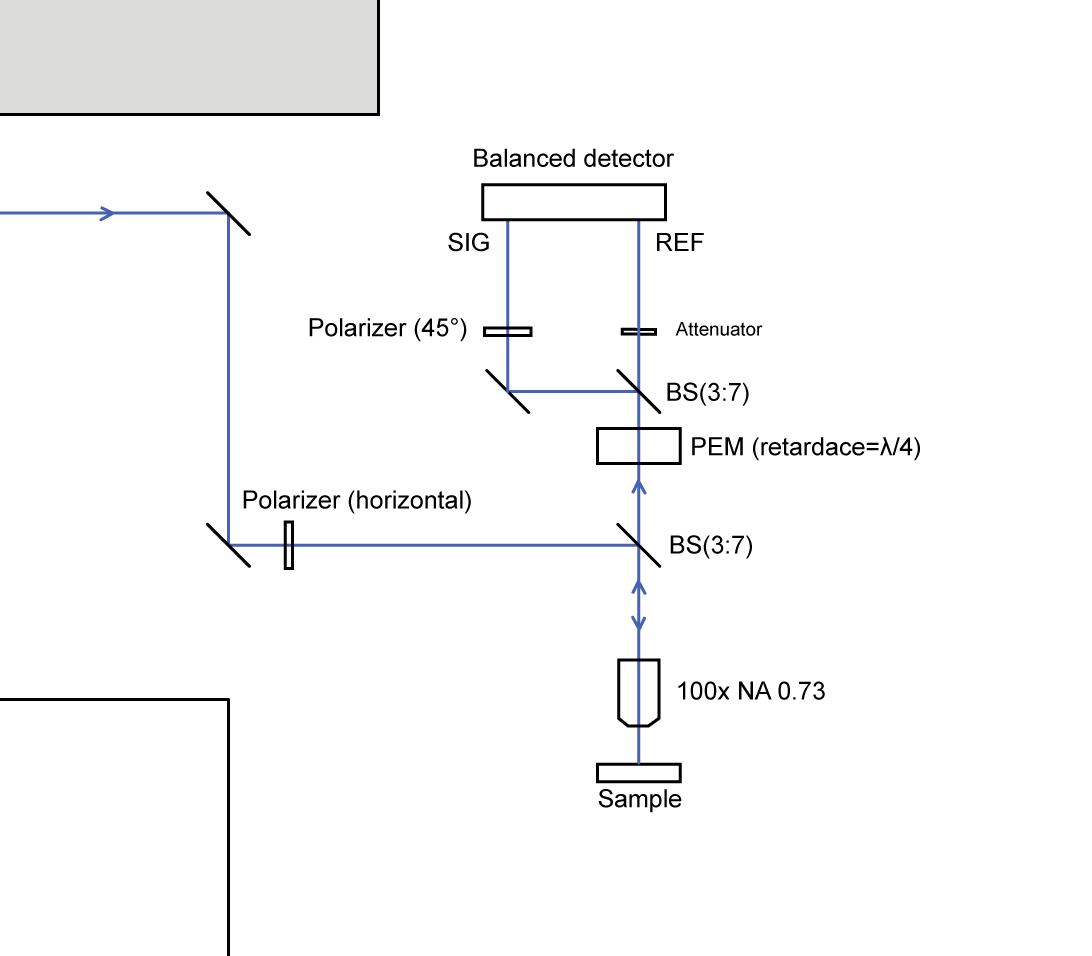 Balanced detector
SIG
REF
Polarizer (45°)
Attenuator
BS(3:7)
PEM (retardace=λ/4)
Polarizer (horizontal)
BS(3:7)
100x NA 0.73
Sample